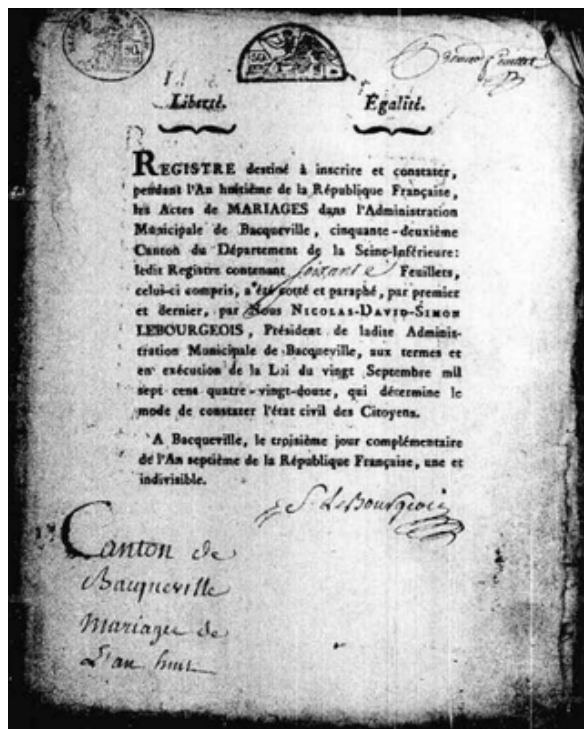 Liberté. Égalité.
REGISTRE destiné à inscrire et constater,
pendant l'An huitième de la République Française,
les Actes de MARIAGES dans l'Administration
Municipale de Bacqueville, cinquante-deuxième
Canton du Département de la Seine-Inférieure:
ledit Registre contenant soixante Feuillets,
celui-ci compris, a été cotté et paraphé, par premier
et dernier, par Nous NICOLAS-DAVID-SIMON
LEBOURGEOIS, Président de ladite Adminis-
tration Municipale de Bacqueville, aux termes et
en exécution de la Loi du vingt Septembre mil
sept cent quatre-vingt-douze, qui détermine le
mode de constater l'état civil des Citoyens.
A Bacqueville, le troisième jour complémentaire
de l'An septième de la République Française, une et
indivisible.
S. LeBourgeois
Canton de
Bacqueville
Mariages de
L'an huit